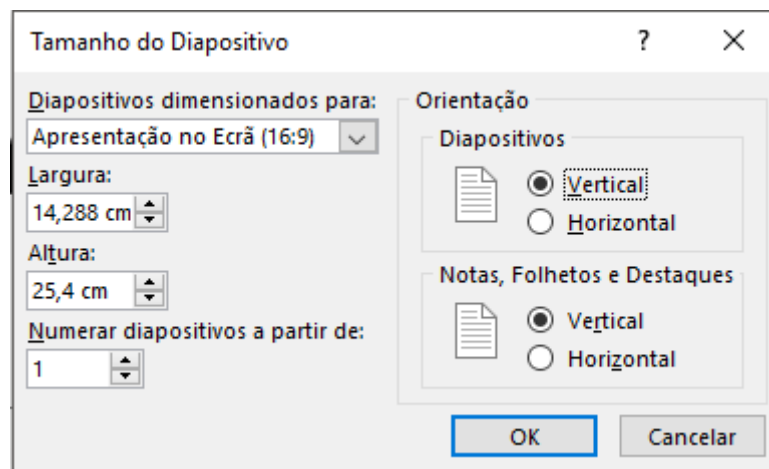 Tamanho do Diapositivo
?
Diapositivos dimensionados para:
Apresentação no Ecrã (16:9)
Largura:
14,288 cm
Altura:
25,4 cm
Numerar diapositivos a partir de:
1
Orientação
Diapositivos
Vertical
Horizontal
Notas, Folhetos e Destaques
Vertical
Horizontal
OK
Cancelar